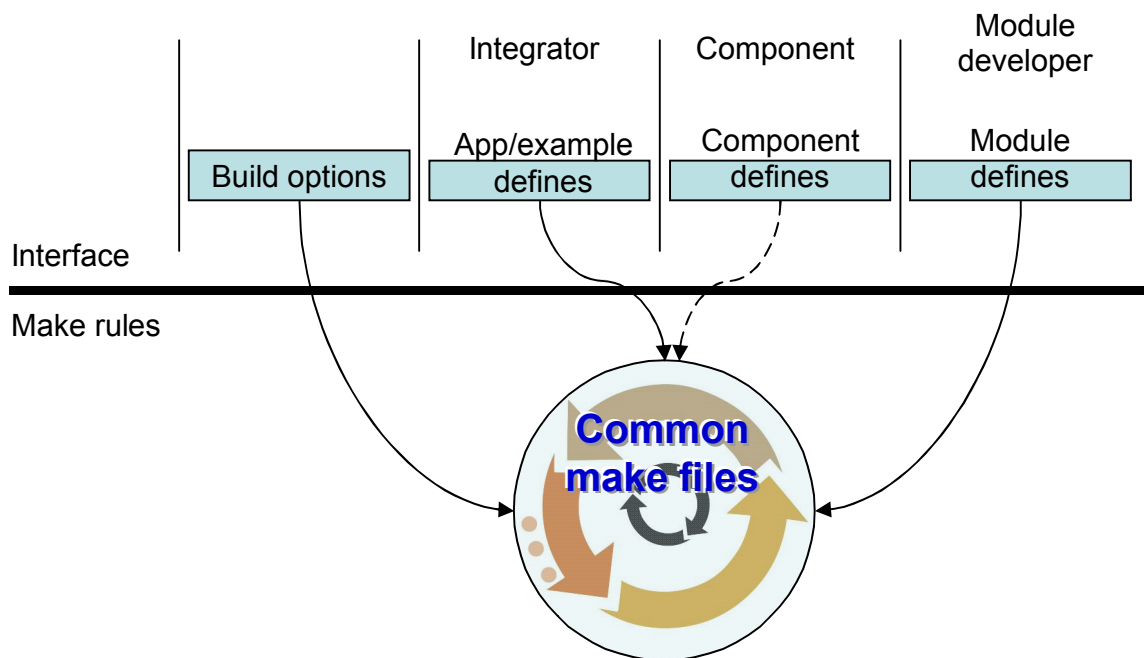 Integrator
Component
Module
developer
Build options
App/example
defines
Component
defines
Module
defines
Interface
Make rules
Common
make files